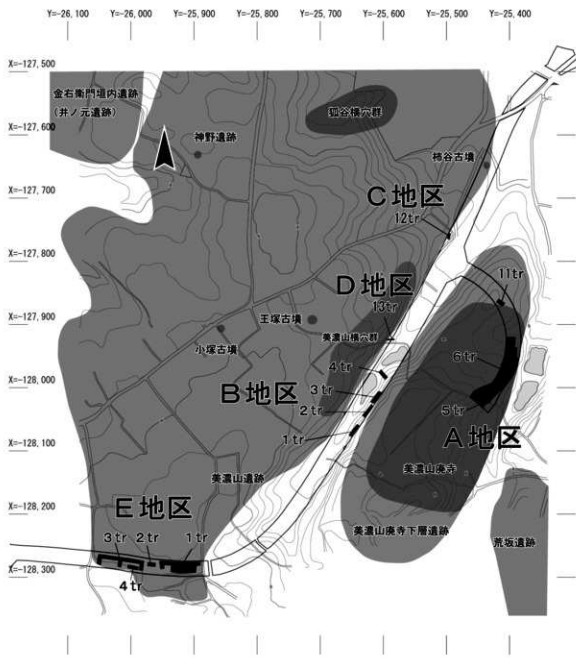 Y=-26,100 Y=-26,000 Y=-25,900 Y=-25,800 Y=-25,700 Y=-25,600 Y=-25,500 Y=-25,400
X=-127,500
金右衛門垣内遺跡
(井ノ元遺跡)
狐谷横穴群
X=-127,600
神野遺跡
柿谷古墳
X=-127,700
C地区
12tr
X=-127,800
D地区
11tr
13tr
X=-127,900
王塚古墳
美濃山横穴群
小塚古墳
6tr
4tr
X=-128,000
B地区
3tr
2tr
5tr
1tr
A地区
X=-128,100
美濃山遺跡
美濃山廃寺
X=-128,200
E地区
美濃山廃寺下層遺跡
荒坂遺跡
3tr 2tr 1tr
X=-128,300
4tr